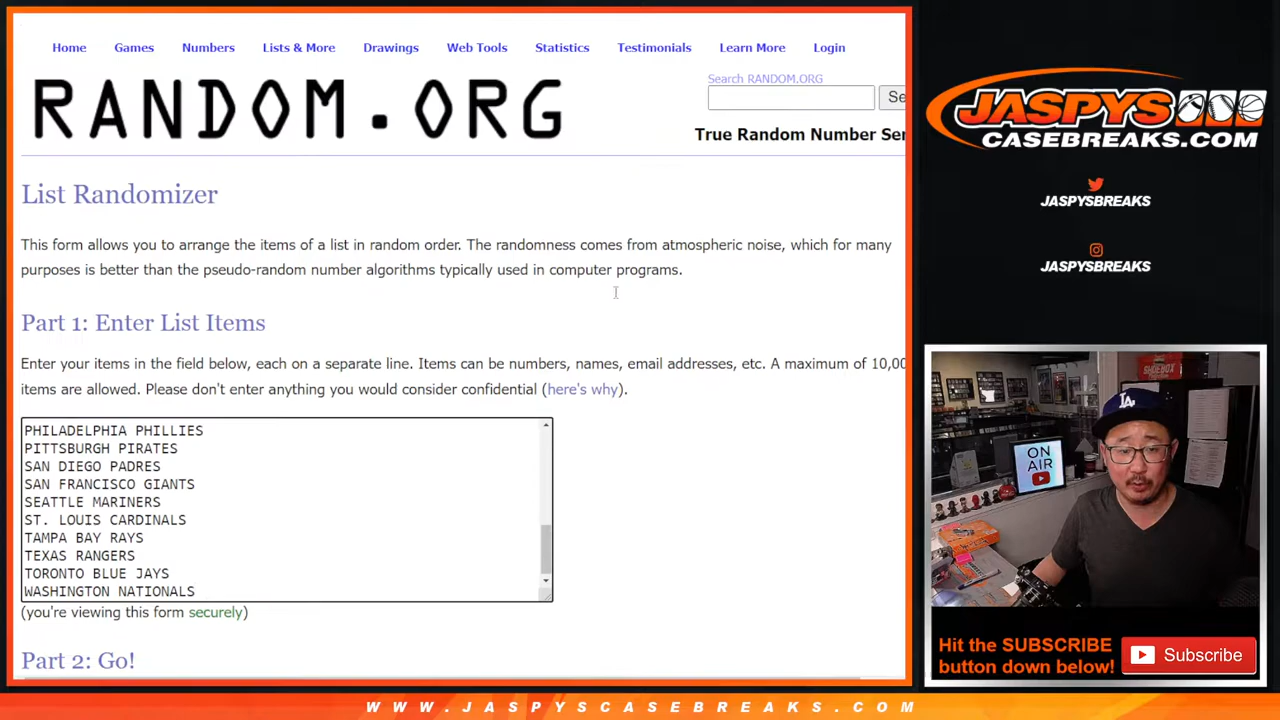 Home Games Numbers Lists & More Drawings Web Tools Statistics Testimonials Learn More Login
RANDOM.ORG
Search RANDOM.ORG
Se
True Random Number Ser
List Randomizer
This form allows you to arrange the items of a list in random order. The randomness comes from atmospheric noise, which for many
purposes is better than the pseudo-random number algorithms typically used in computer programs.
Part 1: Enter List Items
Enter your items in the field below, each on a separate line. Items can be numbers, names, email addresses, etc. A maximum of 10,00
items are allowed. Please don't enter anything you would consider confidential (here's why).
PHILADELPHIA PHILLIES
PITTSBURGH PIRATES
SAN DIEGO PADRES
SAN FRANCISCO GIANTS
SEATTLE MARINERS
ST. LOUIS CARDINALS
TAMPA BAY RAYS
TEXAS RANGERS
TORONTO BLUE JAYS
WASHINGTON NATIONALS
(you're viewing this form securely)
Part 2: Go!
JASPYS
CASEBREAKS.COM
JASPYSBREAKS
JASPYSBREAKS
SHOEBOX
LA
ON
AIR
Hit the SUBSCRIBE
button down below!
Subscribe
WWW.JASPYSCASEBREAKS.COM